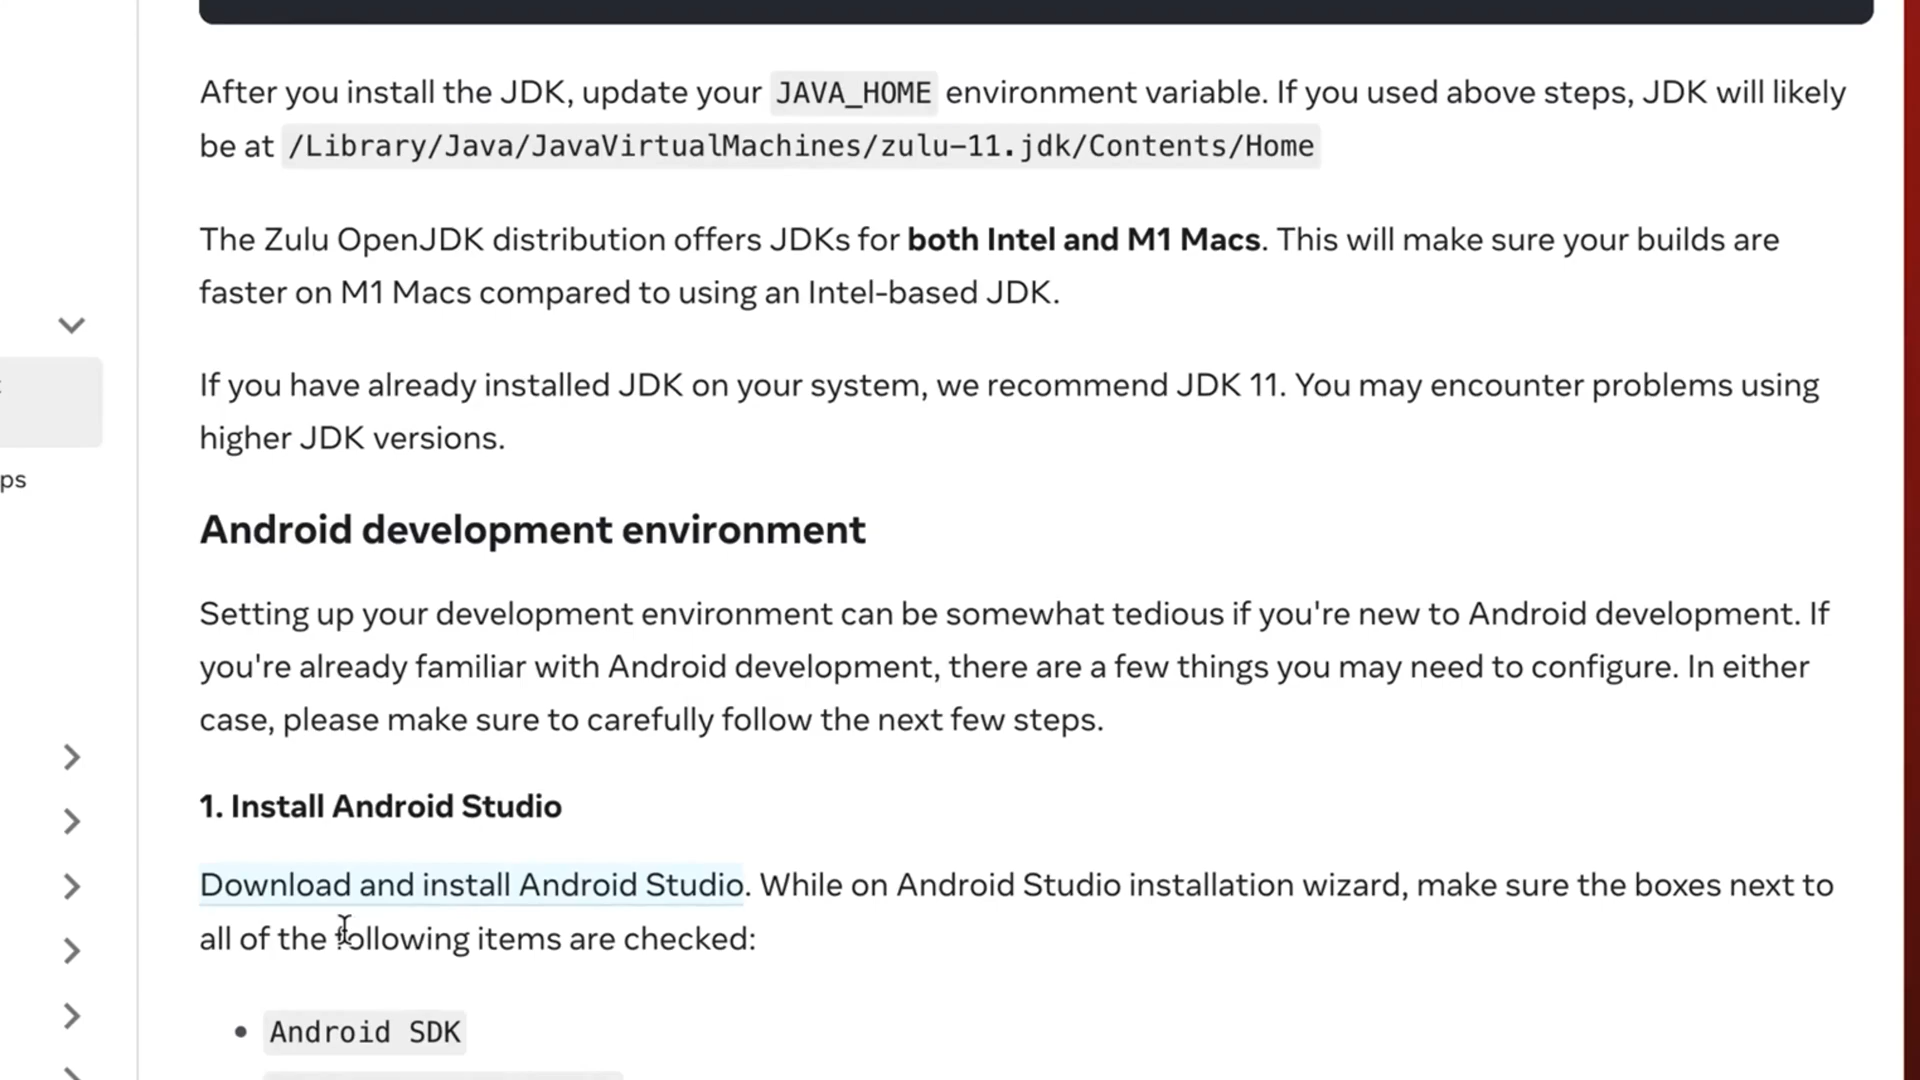 After you install the JDK, update your JAVA_HOME environment variable. If you used above steps, JDK will likely
be at /Library/Java/JavaVirtualMachines/zulu-11.jdk/Contents/Home
The Zulu OpenJDK distribution offers JDKs for both Intel and M1 Macs. This will make sure your builds are
faster on M1 Macs compared to using an Intel-based JDK.
If you have already installed JDK on your system, we recommend JDK 11. You may encounter problems using
higher JDK versions.
ps
Android development environment
Setting up your development environment can be somewhat tedious if you're new to Android development. If
you're already familiar with Android development, there are a few things you may need to configure. In either
case, please make sure to carefully follow the next few steps.
1. Install Android Studio
Download and install Android Studio. While on Android Studio installation wizard, make sure the boxes next to
all of the following items are checked:
• Android SDK